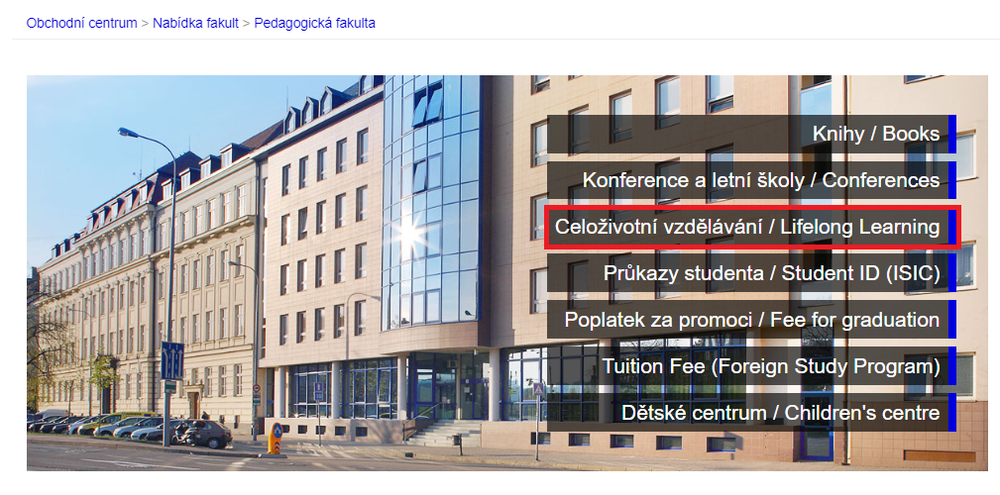 Obchodní centrum > Nabídka fakult > Pedagogická fakulta
Knihy / Books
Konference a letní školy / Conferences
Celoživotní vzdělávání / Lifelong Learning
Průkazy studenta / Student ID (ISIC)
Poplatek za promoci / Fee for graduation
Tuition Fee (Foreign Study Program)
Dětské centrum / Children's centre